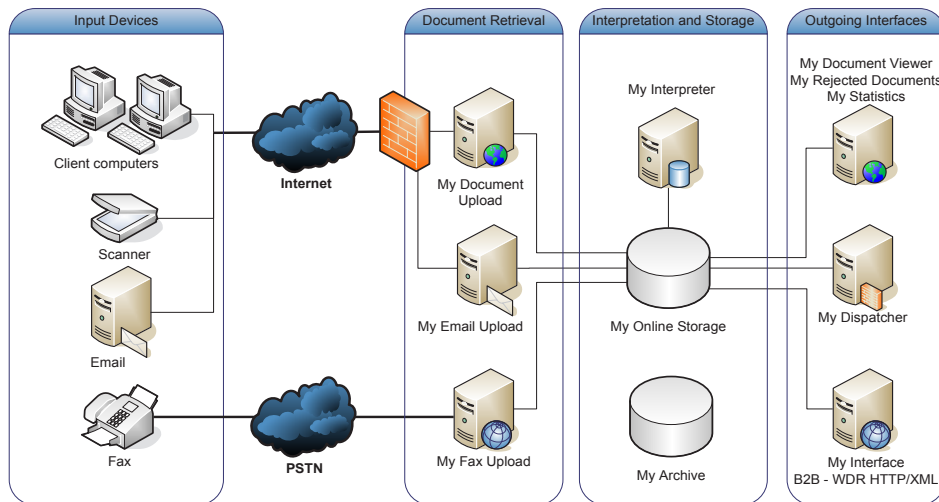 Input Devices
Document Retrieval
Interpretation and Storage
Outgoing Interfaces
Client computers
Scanner
Email
Fax
Internet
PSTN
My Document
Upload
My Email Upload
My Fax Upload
My Interpreter
My Online Storage
My Archive
My Document Viewer
My Rejected Documents
My Statistics
My Dispatcher
My Interface
B2B - WDR HTTP/XML